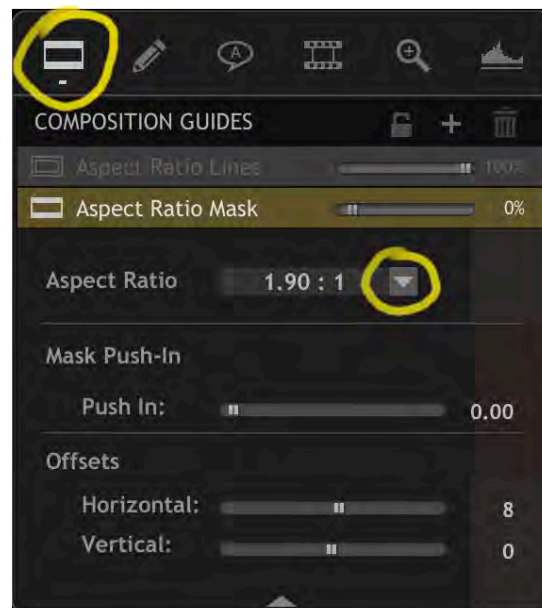 A
COMPOSITION GUIDES
Aspect Ratio Lines 100%
Aspect Ratio Mask 0%
Aspect Ratio 1.90 : 1
Mask Push-In
Push In: 0.00
Offsets
Horizontal: 8
Vertical: 0